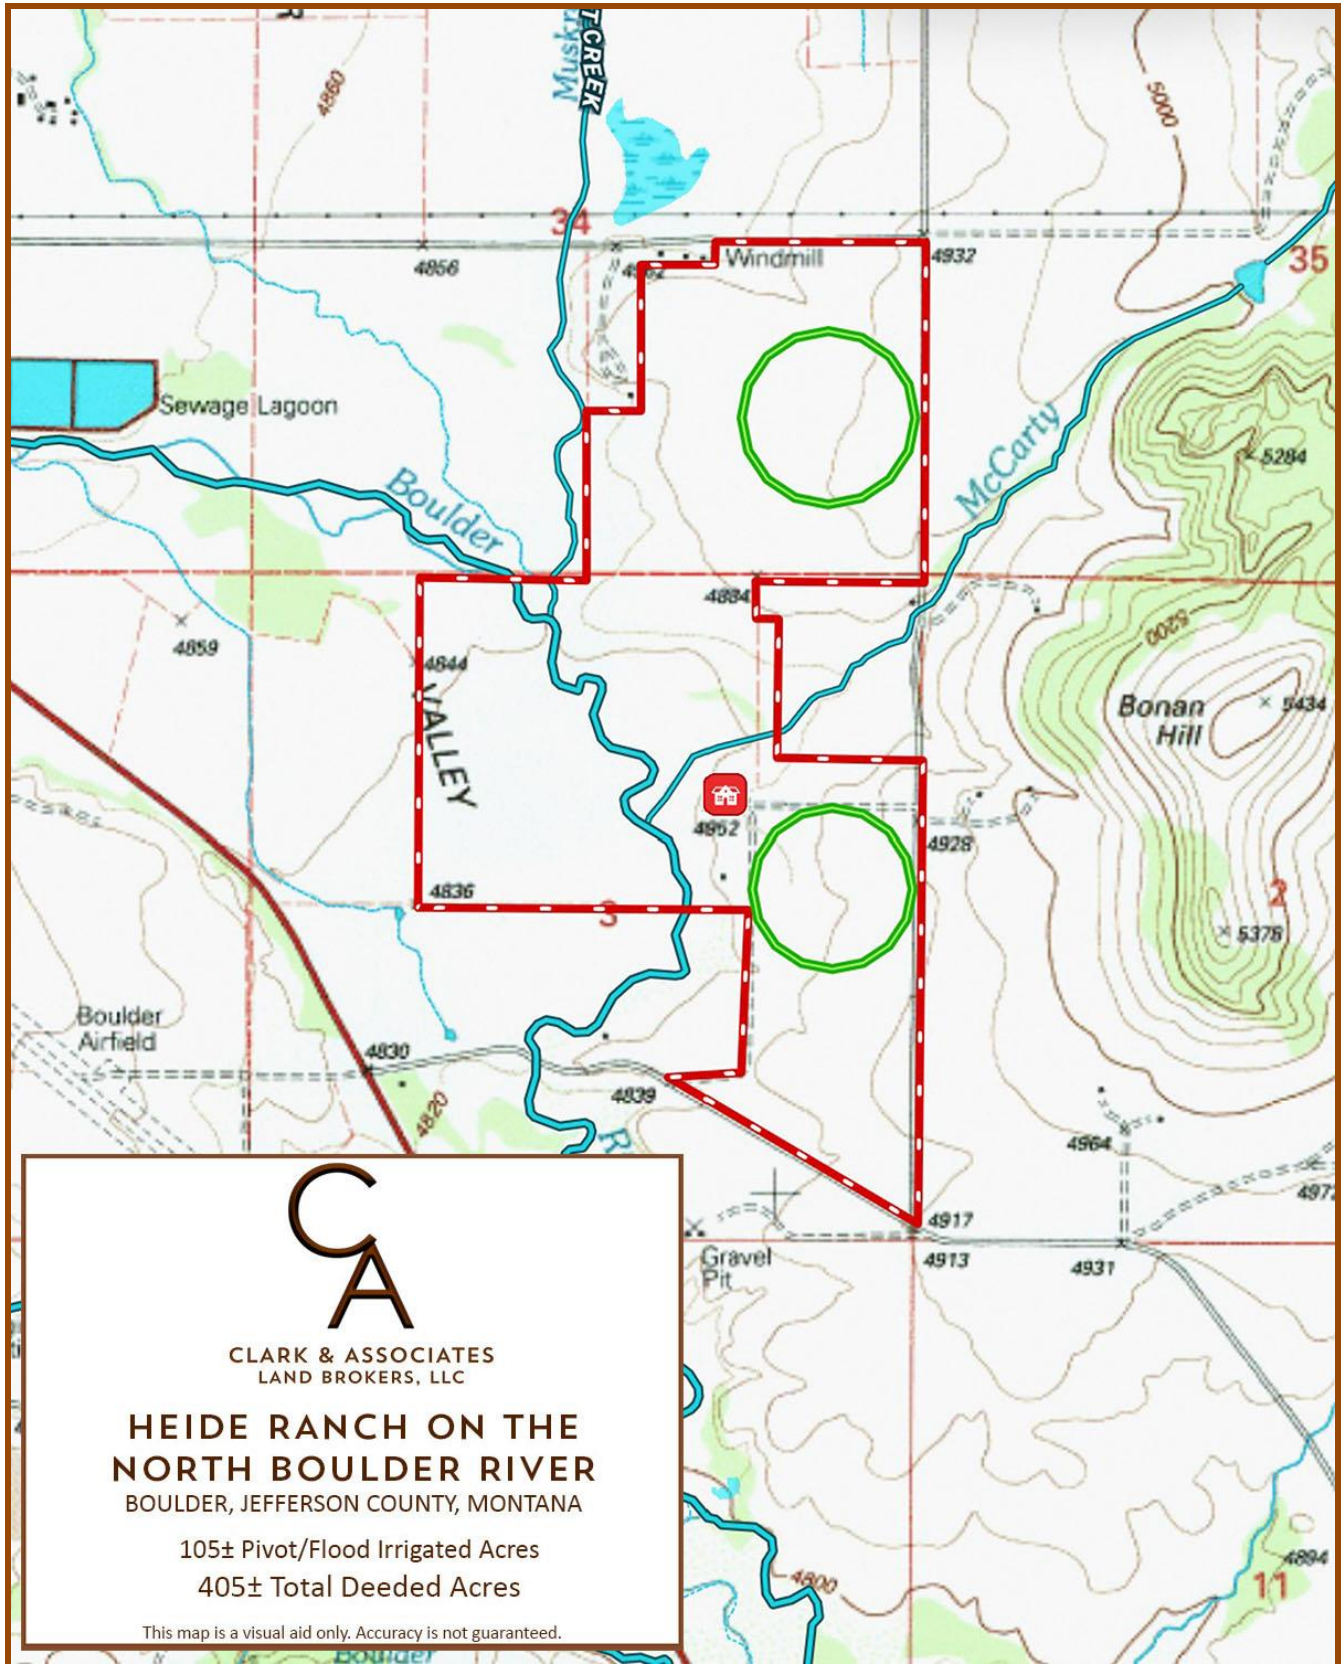 T CREEK
4860
5000
34
4856
Windmill
4932
35
Sewage Lagoon
5284
McCarty
Boulder
4884
5200
4859
4844
VALLEY
Bonan
Hill
5434
4952
4928
4836
3
2
5378
Boulder
Airfield
4830
4839
4820
4964
R
4917
4913
4931
Gravel
Pit
CA
CLARK & ASSOCIATES
LAND BROKERS, LLC
HEIDE RANCH ON THE
NORTH BOULDER RIVER
BOULDER, JEFFERSON COUNTY, MONTANA
105± Pivot/Flood Irrigated Acres
405± Total Deeded Acres
This map is a visual aid only. Accuracy is not guaranteed.
4800
4894
11
Boulder